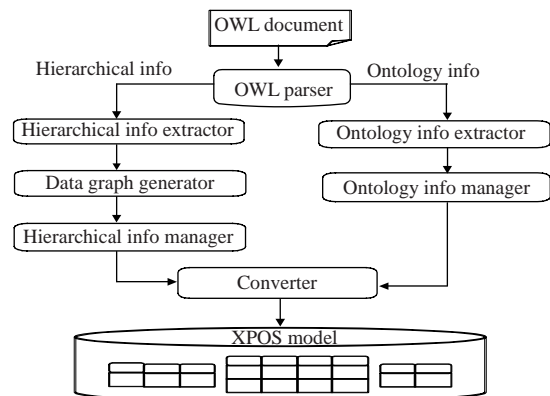 OWL document
Hierarchical info
Ontology info
OWL parser
Hierarchical info extractor
Ontology info extractor
Data graph generator
Ontology info manager
Hierarchical info manager
Converter
XPOS model